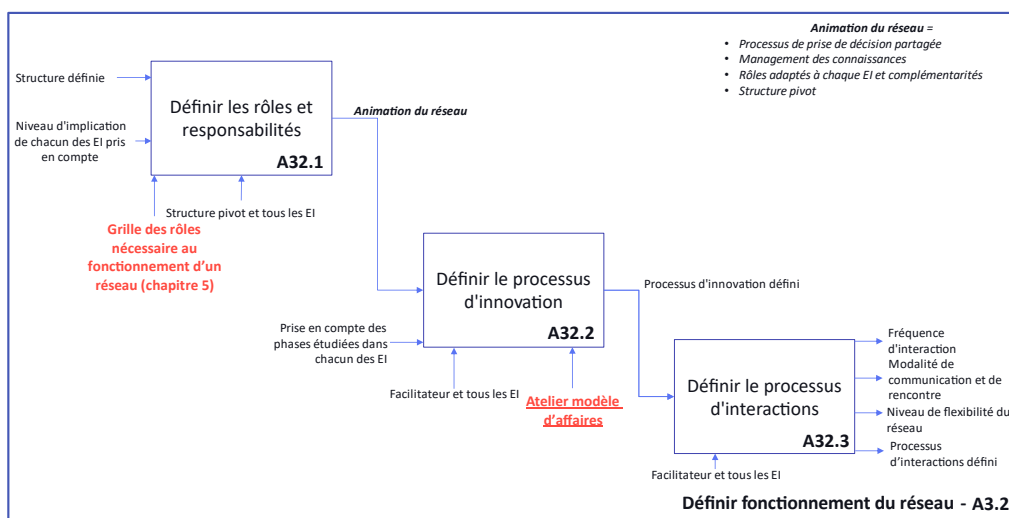 Animation du réseau =
• Processus de prise de décision partagée
• Management des connaissances
• Rôles adaptés à chaque EI et complémentarités
• Structure pivot
Structure définie
Niveau d'implication
de chacun des EI pris
en compte
Définir les rôles et
responsabilités
A32.1
Animation du réseau
Structure pivot et tous les EI
Grille des rôles
nécessaire au
fonctionnement d'un
réseau (chapitre 5)
Définir le processus
d'innovation
A32.2
Processus d'innovation défini
Prise en compte des
phases étudiées dans
chacun des EI
Facilitateur et tous les EI
Atelier modèle
d'affaires
Définir le processus
d'interactions
A32.3
Fréquence
d'interaction
Modalité de
communication et de
rencontre
Niveau de flexibilité du
réseau
Processus
d'interactions défini
Facilitateur et tous les EI
Définir fonctionnement du réseau - A3.2